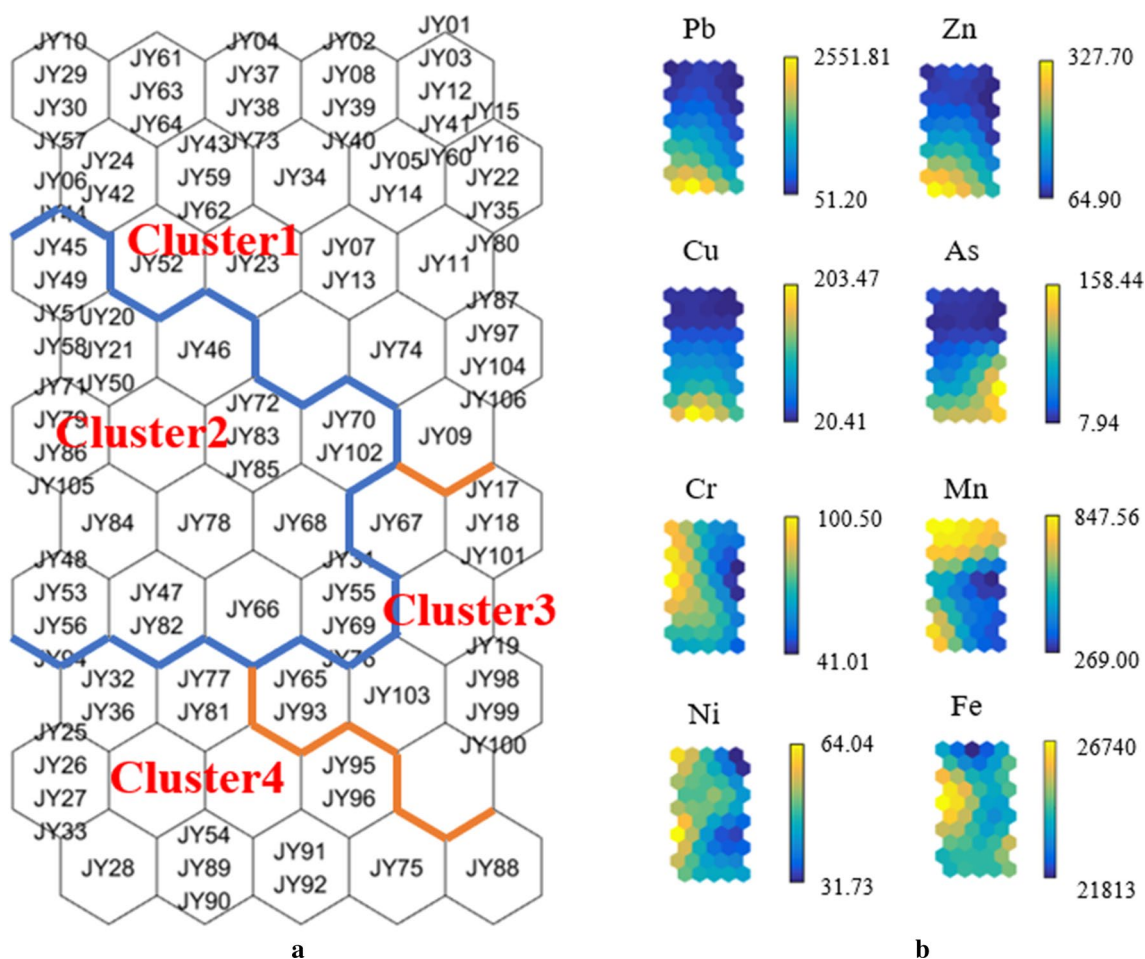 JY01
JY10 JY04 JY02
JY61 JY03
JY29 JY37 JY08
JY63 JY12
JY30 JY38 JY39 JY15
JY64 JY41
JY57 JY43 JY73 JY40 JY16
JY24 JY05 JY60
JY59 JY34 JY22
JY06 JY42 JY14
JY44 JY62 JY35
JY45 Cluster1 JY07 JY80
JY52 JY23 JY11
JY49 JY13
JY51 JY20 JY87
JY58 JY21 JY46 JY74 JY97
JY104
JY71 JY50 JY72 JY106
JY79 Cluster2 JY83 JY70 JY09
JY86 JY102
JY105 JY85 JY17
JY84 JY78 JY68 JY67 JY18
JY48 JY31 JY101
JY53 JY47 JY66 JY55 Cluster3
JY56 JY82 JY69
JY94 JY76 JY19
JY32 JY77 JY65 JY103 JY98
JY36 JY81 JY93 JY99
JY25 JY100
JY26 Cluster4 JY95
JY27 JY96
JY33 JY54
JY28 JY89 JY91 JY75 JY88
JY92
JY90
a
Pb
2551.81
51.20
Zn
327.70
64.90
Cu
203.47
20.41
As
158.44
7.94
Cr
100.50
41.01
Mn
847.56
269.00
Ni
64.04
31.73
Fe
26740
21813
b